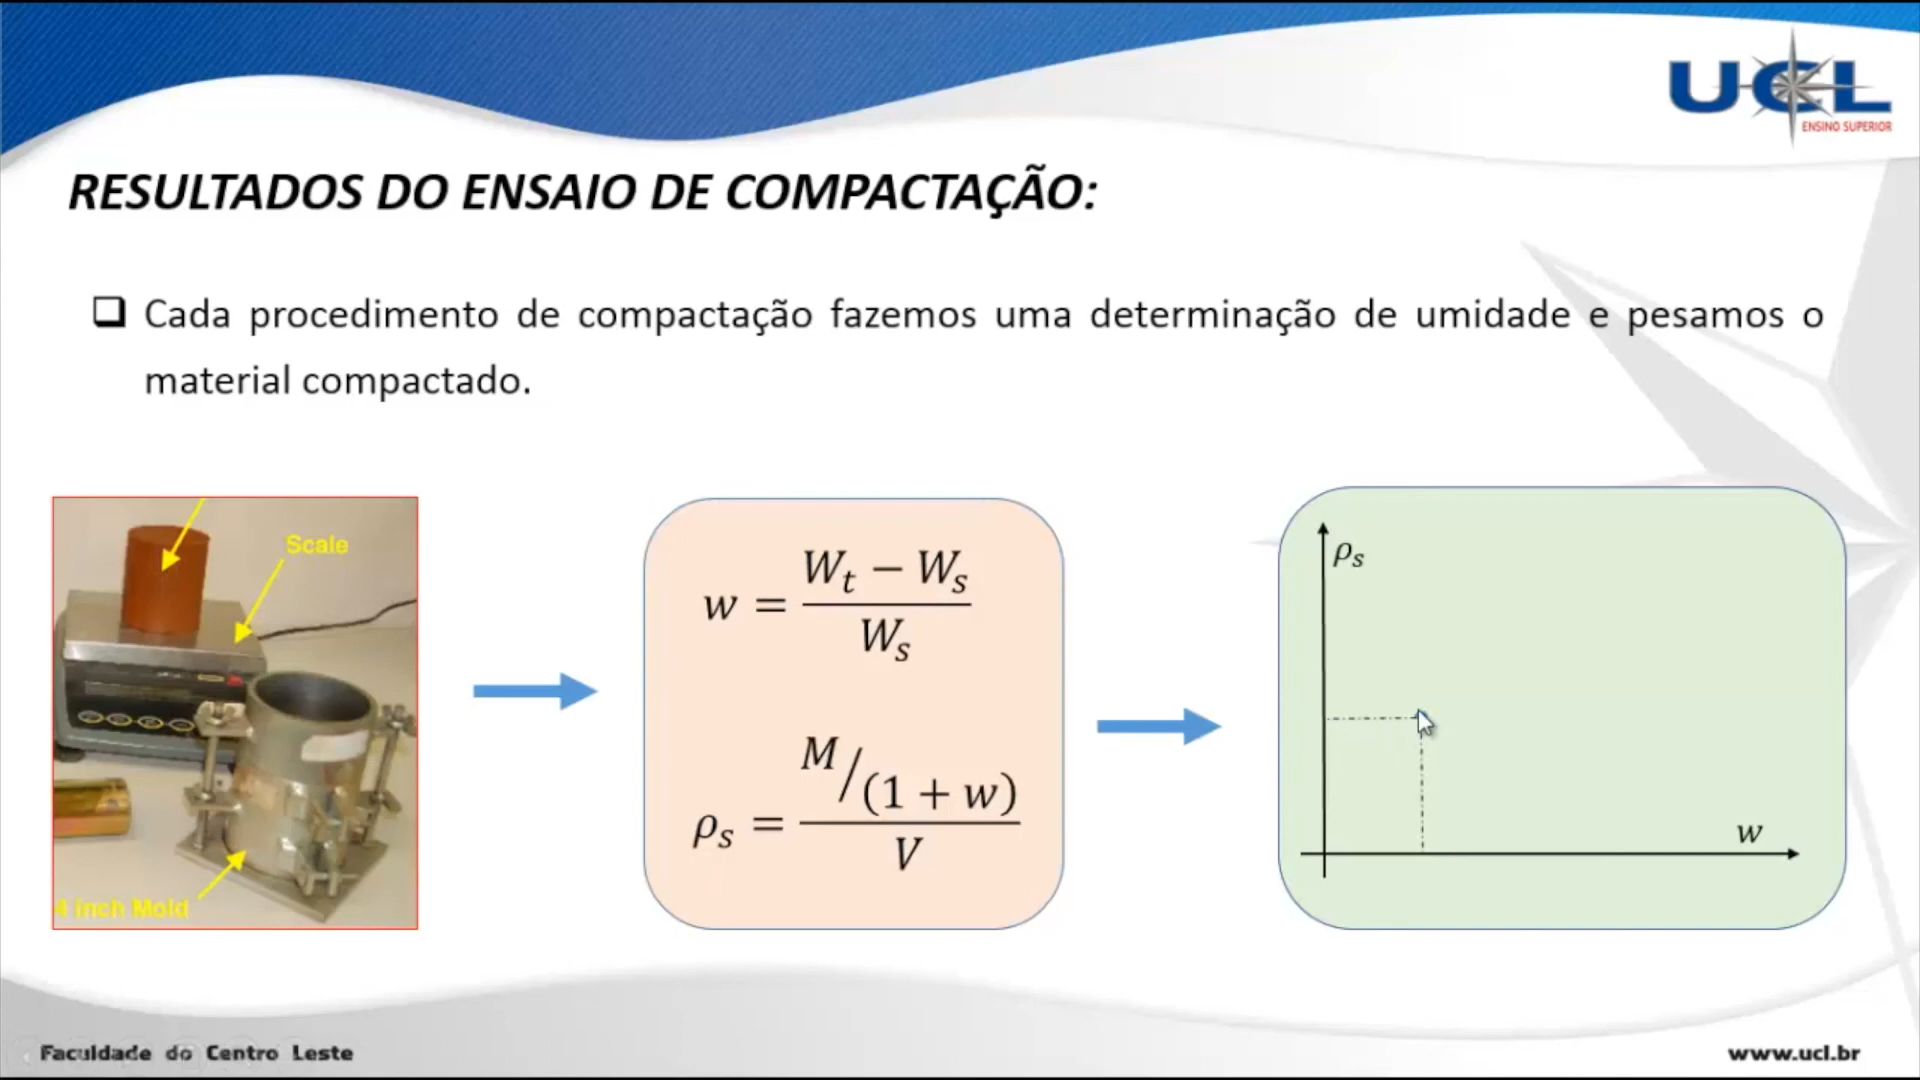 UCL
ENSINO SUPERIOR
RESULTADOS DO ENSAIO DE COMPACTAÇÃO:
❑ Cada procedimento de compactação fazemos uma determinação de umidade e pesamos o
material compactado.
Scale
4 inch Mold
w = (W_t − W_s) / W_s
ρ_s = (M/(1 + w)) / V
ρ_s
w
Faculdade do Centro Leste
www.ucl.br